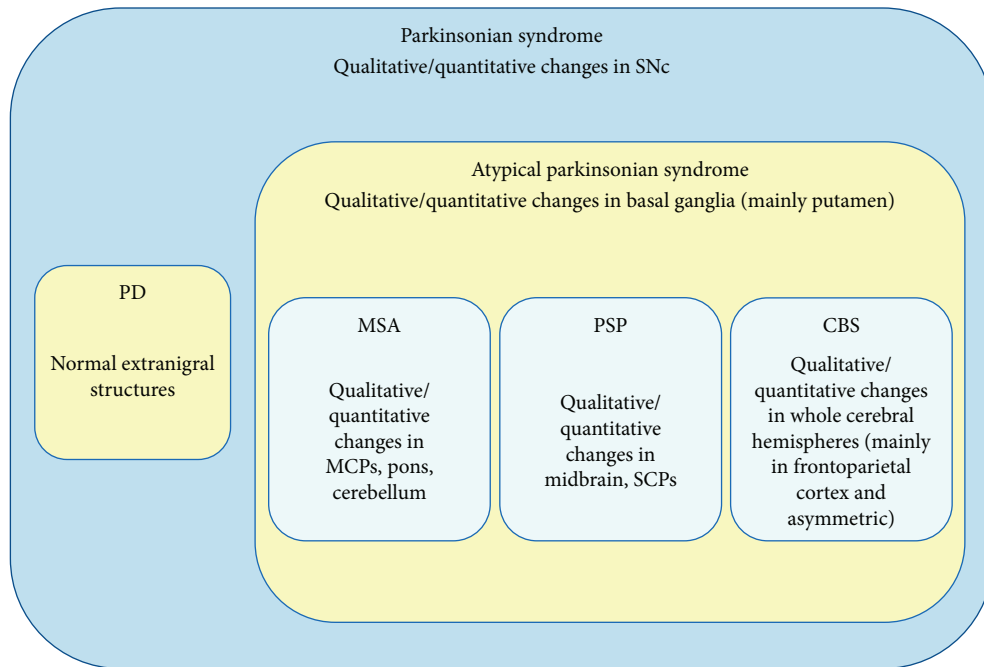 Parkinsonian syndrome
Qualitative/quantitative changes in SNc
Atypical parkinsonian syndrome
Qualitative/quantitative changes in basal ganglia (mainly putamen)
PD
Normal extranigral
structures
MSA
Qualitative/
quantitative
changes in
MCPs, pons,
cerebellum
PSP
Qualitative/
quantitative
changes in
midbrain, SCPs
CBS
Qualitative/
quantitative changes
in whole cerebral
hemispheres (mainly
in frontoparietal
cortex and
asymmetric)